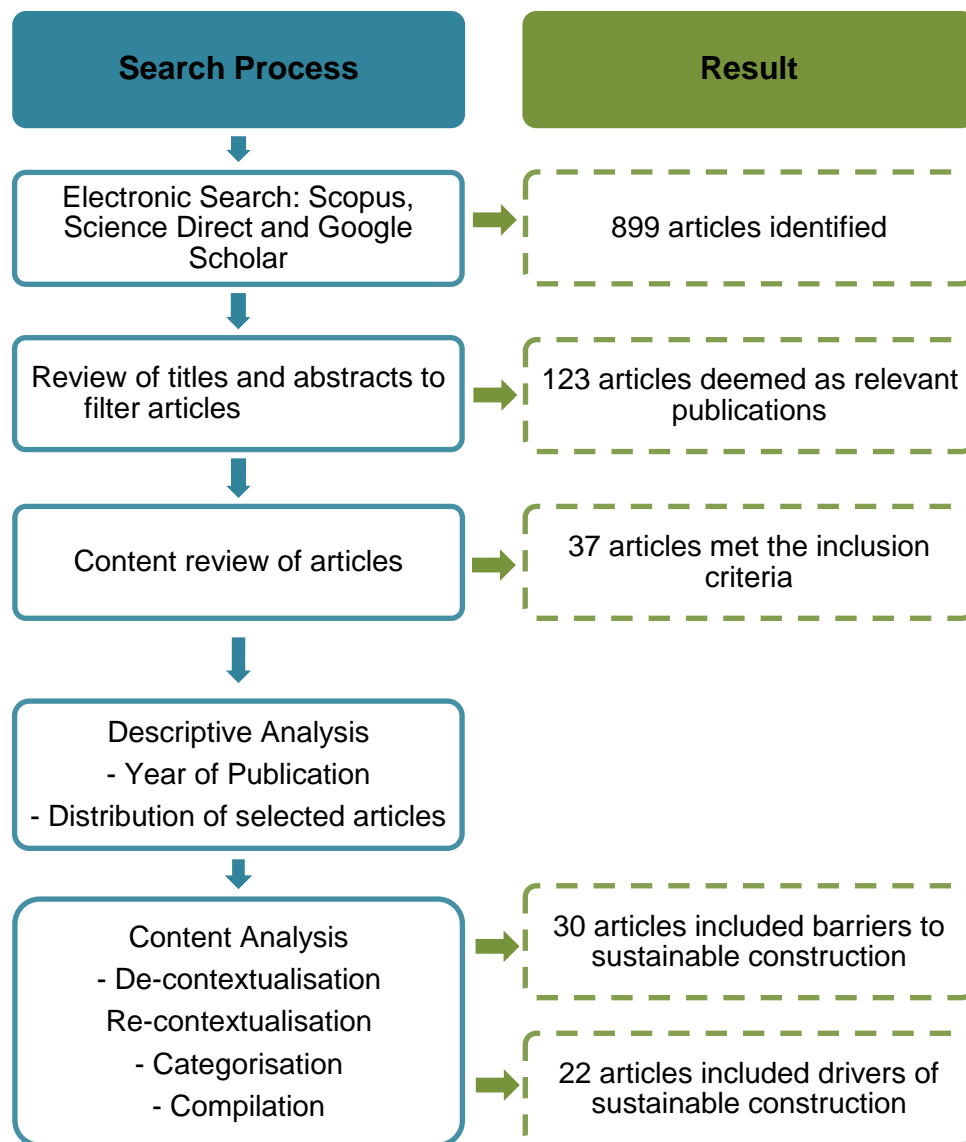 Search Process
Result
Electronic Search: Scopus,
Science Direct and Google
Scholar
899 articles identified
Review of titles and abstracts to
filter articles
123 articles deemed as relevant
publications
Content review of articles
37 articles met the inclusion
criteria
Descriptive Analysis
- Year of Publication
- Distribution of selected articles
Content Analysis
- De-contextualisation
Re-contextualisation
- Categorisation
- Compilation
30 articles included barriers to
sustainable construction
22 articles included drivers of
sustainable construction